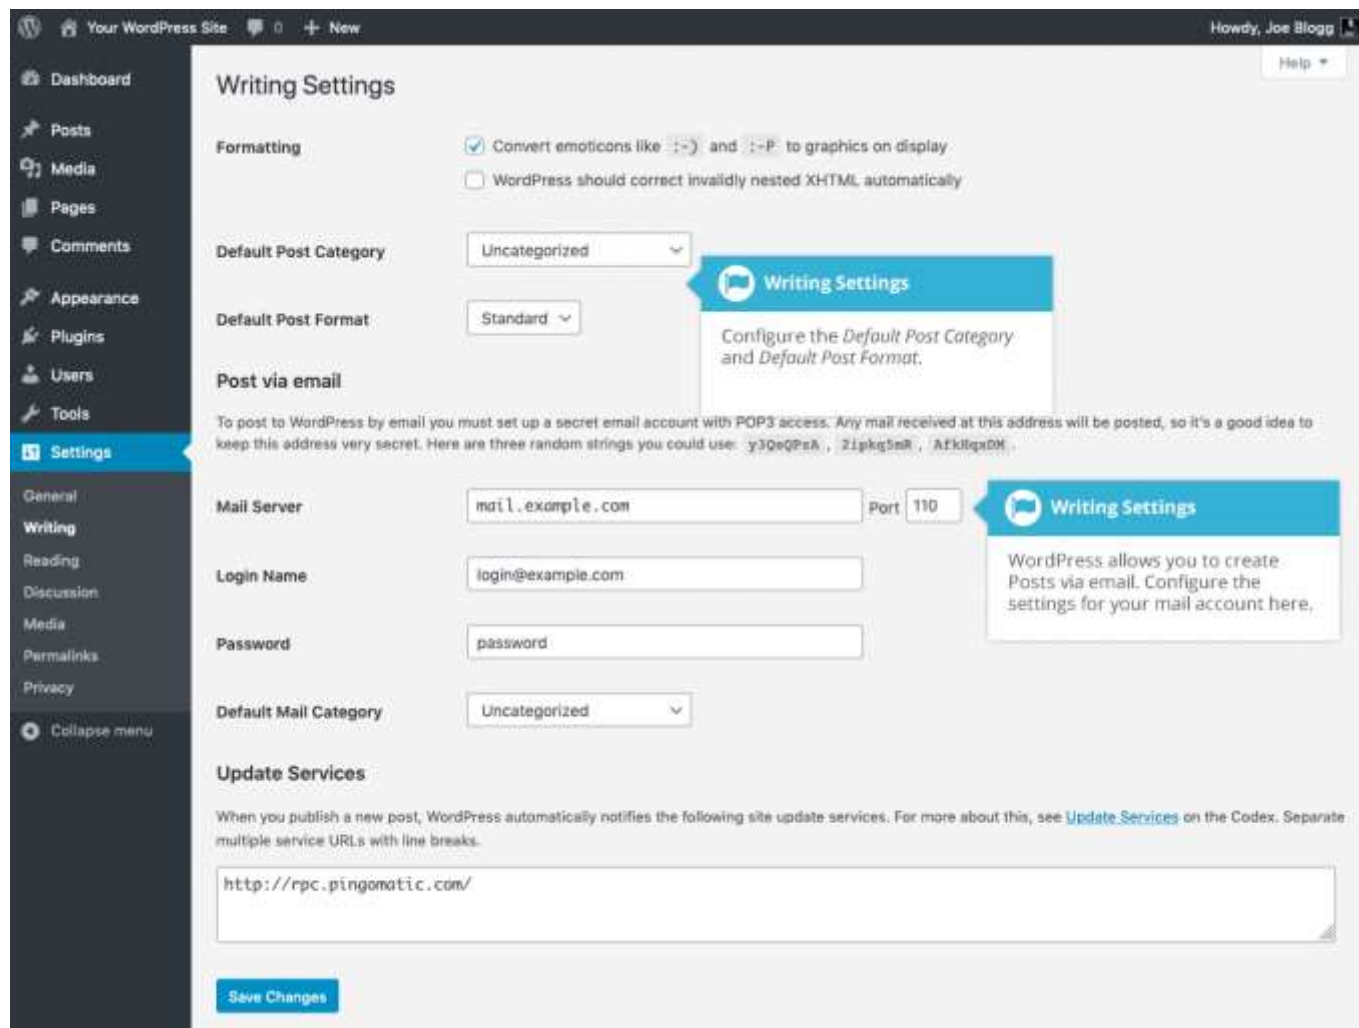 Your WordPress Site 0 + New Howdy, Joe Blogg
Help
Dashboard
Posts
Media
Pages
Comments
Appearance
Plugins
Users
Tools
Settings
General
Writing
Reading
Discussion
Media
Permalinks
Privacy
Collapse menu
Writing Settings
Formatting
Convert emoticons like :-) and :-P to graphics on display
WordPress should correct invalidly nested XHTML automatically
Default Post Category Uncategorized
Default Post Format Standard
Writing Settings
Configure the Default Post Category
and Default Post Format.
Post via email
To post to WordPress by email you must set up a secret email account with POP3 access. Any mail received at this address will be posted, so it's a good idea to
keep this address very secret. Here are three random strings you could use: , , .
Mail Server mail.example.com Port 110
Login Name login@example.com
Password password
Default Mail Category Uncategorized
Writing Settings
WordPress allows you to create
Posts via email. Configure the
settings for your mail account here.
Update Services
When you publish a new post, WordPress automatically notifies the following site update services. For more about this, see Update Services on the Codex. Separate
multiple service URLs with line breaks.
http://rpc.pingomatic.com/
Save Changes